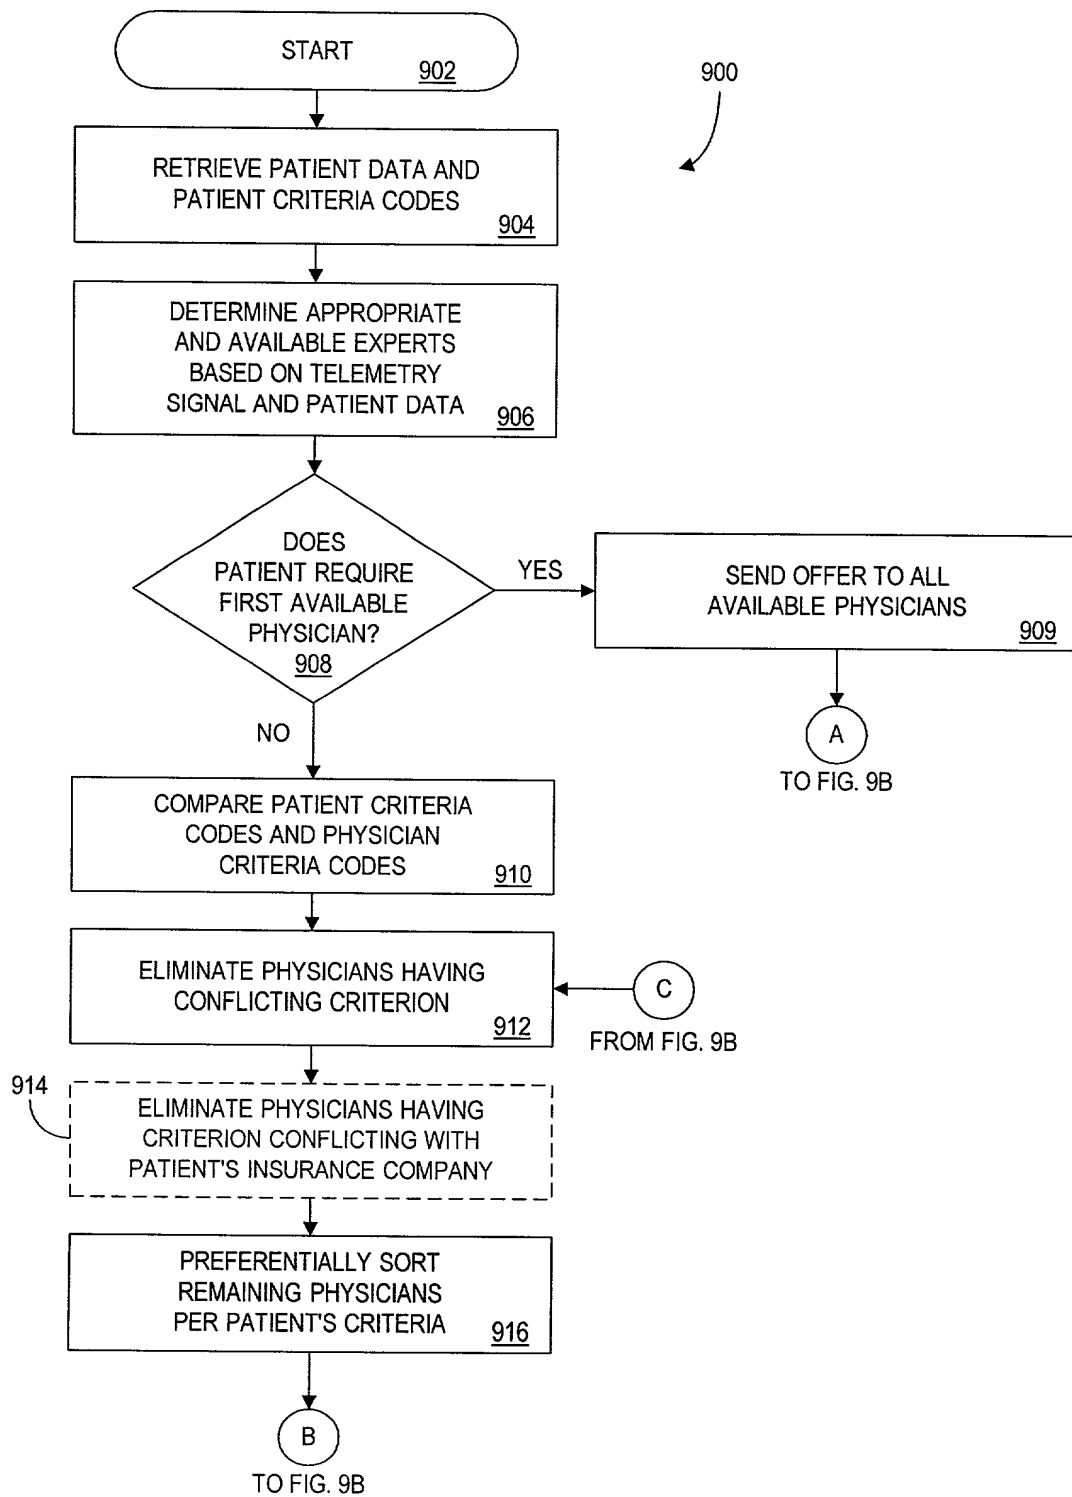 START
902
900
RETRIEVE PATIENT DATA AND
PATIENT CRITERIA CODES
904
DETERMINE APPROPRIATE
AND AVAILABLE EXPERTS
BASED ON TELEMETRY
SIGNAL AND PATIENT DATA
906
DOES
PATIENT REQUIRE
FIRST AVAILABLE
PHYSICIAN?
908
YES
SEND OFFER TO ALL
AVAILABLE PHYSICIANS
909
A
TO FIG. 9B
NO
COMPARE PATIENT CRITERIA
CODES AND PHYSICIAN
CRITERIA CODES
910
ELIMINATE PHYSICIANS HAVING
CONFLICTING CRITERION
912
C
FROM FIG. 9B
914
ELIMINATE PHYSICIANS HAVING
CRITERION CONFLICTING WITH
PATIENT'S INSURANCE COMPANY
PREFERENTIALLY SORT
REMAINING PHYSICIANS
PER PATIENT'S CRITERIA
916
B
TO FIG. 9B